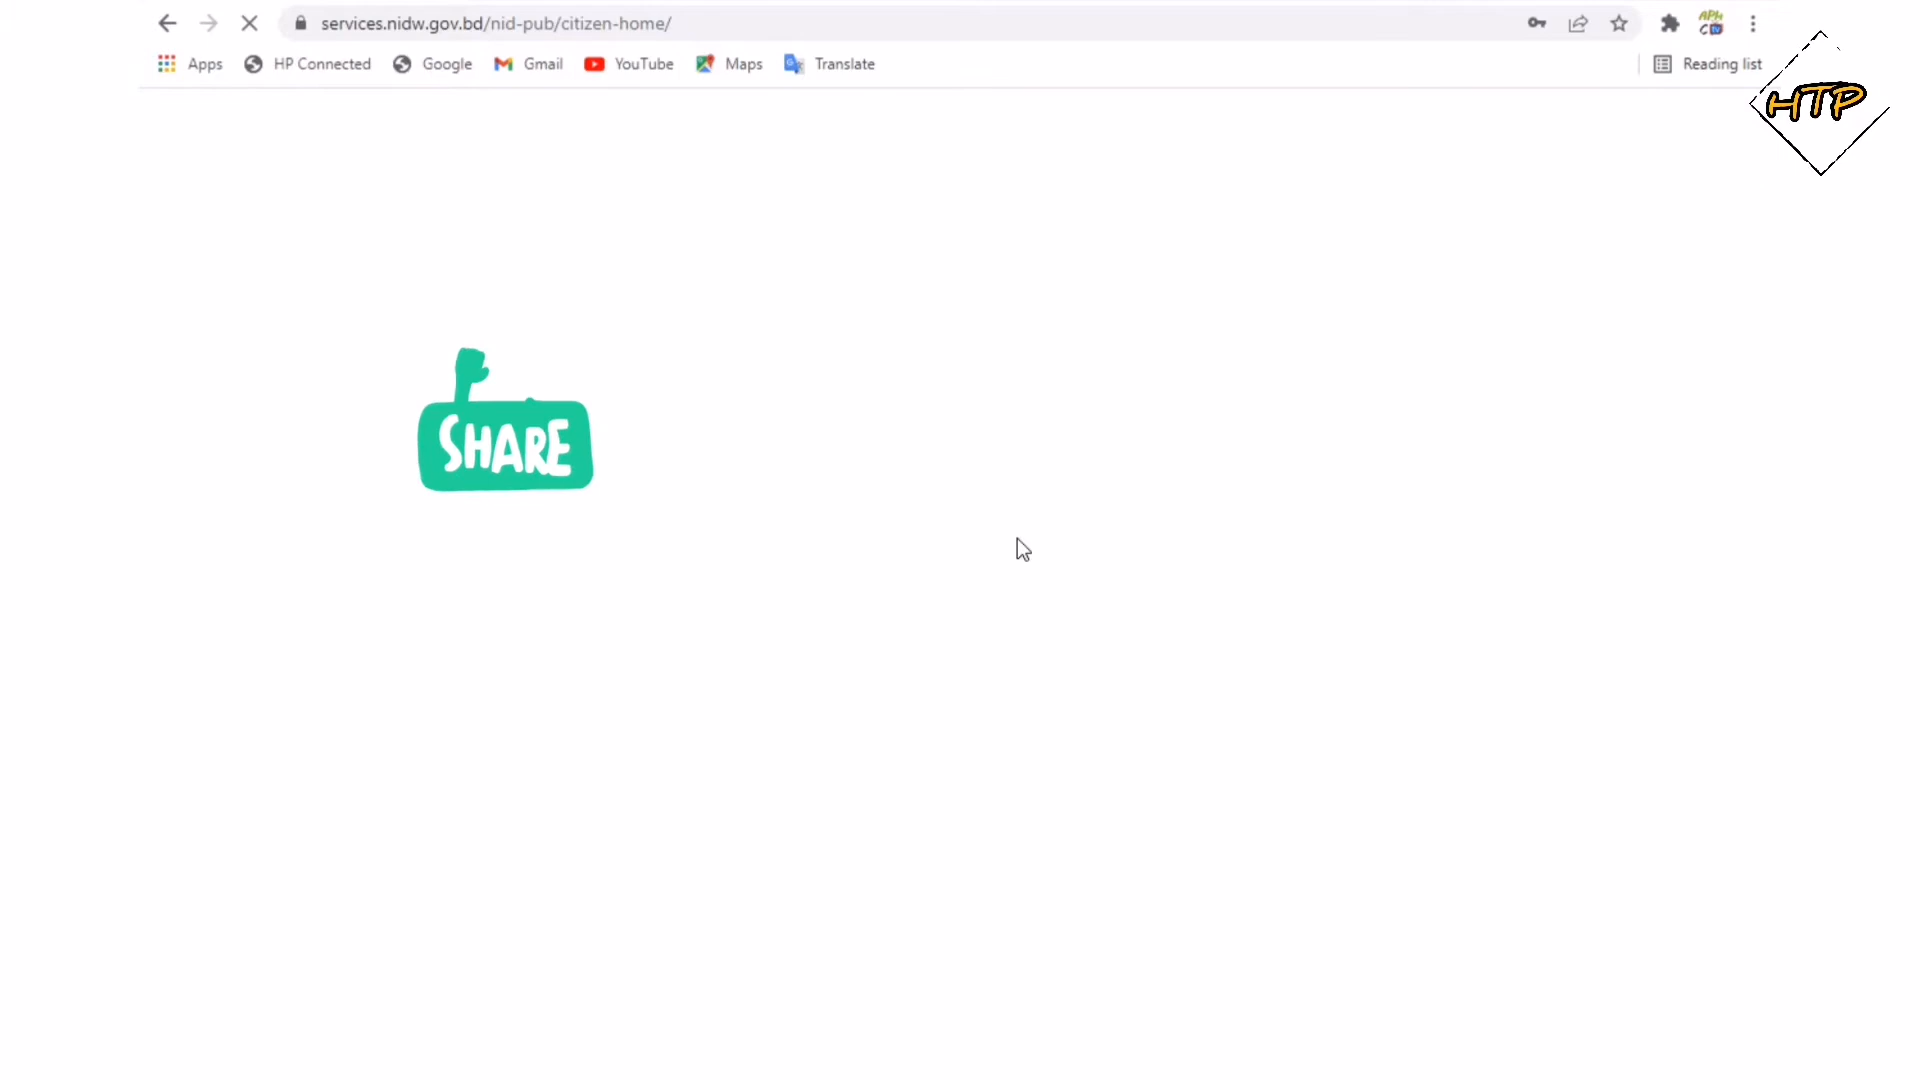 services.nidw.gov.bd/nid-pub/citizen-home/
Apps HP Connected Google Gmail YouTube Maps Translate Reading list
HTP
SHARE